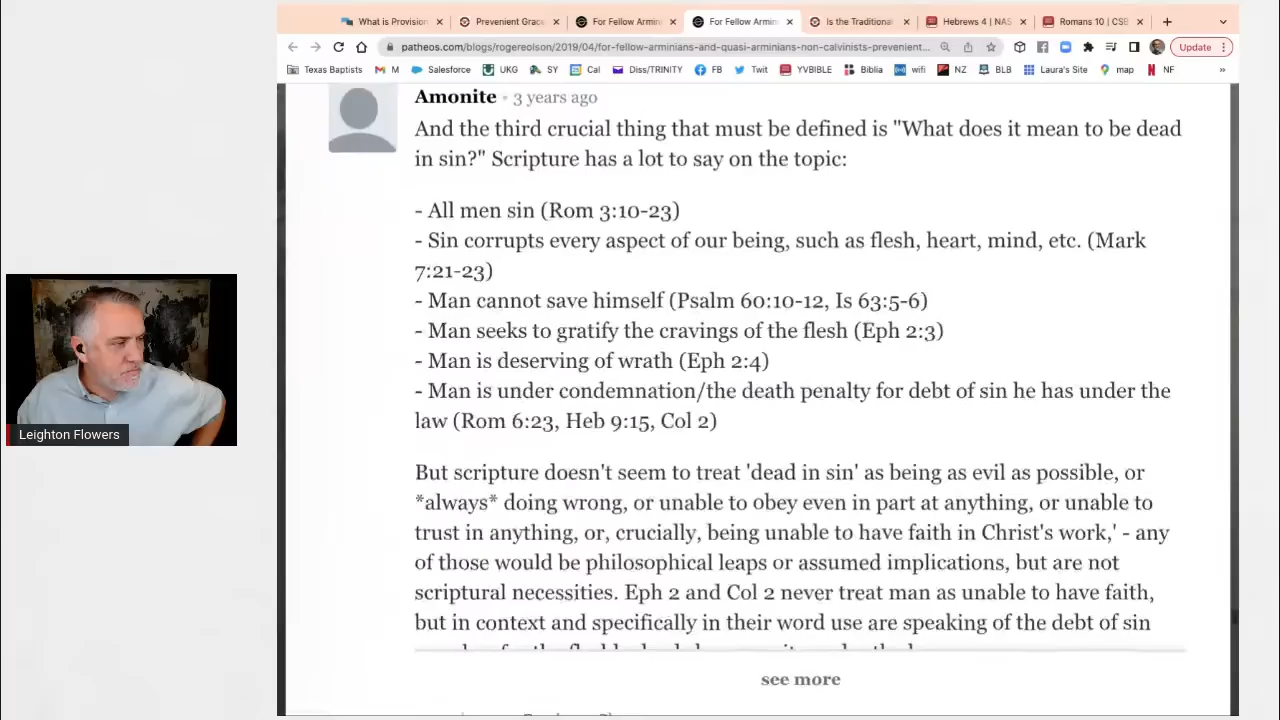 What is Provision
Prevenient Grace
For Fellow Armin
For Fellow Armin
Is the Traditional
Hebrews 4 | NAS
Romans 10 | CSB
patheos.com/blogs/rogereolson/2019/04/for-fellow-arminians-and-quasi-arminians-non-calvinists-prevenient...
Update
Texas Baptists
M
Salesforce
UKG
SY
Cal
Diss/TRINITY
FB
Twit
YVBIBLE
Biblia
wifi
NZ
BLB
Laura's Site
map
NF
»
Amonite • 3 years ago
And the third crucial thing that must be defined is "What does it mean to be dead
in sin?" Scripture has a lot to say on the topic:
- All men sin (Rom 3:10-23)
- Sin corrupts every aspect of our being, such as flesh, heart, mind, etc. (Mark
7:21-23)
- Man cannot save himself (Psalm 60:10-12, Is 63:5-6)
- Man seeks to gratify the cravings of the flesh (Eph 2:3)
- Man is deserving of wrath (Eph 2:4)
- Man is under condemnation/the death penalty for debt of sin he has under the
law (Rom 6:23, Heb 9:15, Col 2)
But scripture doesn't seem to treat 'dead in sin' as being as evil as possible, or
*always* doing wrong, or unable to obey even in part at anything, or unable to
trust in anything, or, crucially, being unable to have faith in Christ's work,' - any
of those would be philosophical leaps or assumed implications, but are not
scriptural necessities. Eph 2 and Col 2 never treat man as unable to have faith,
but in context and specifically in their word use are speaking of the debt of sin
see more
Leighton Flowers